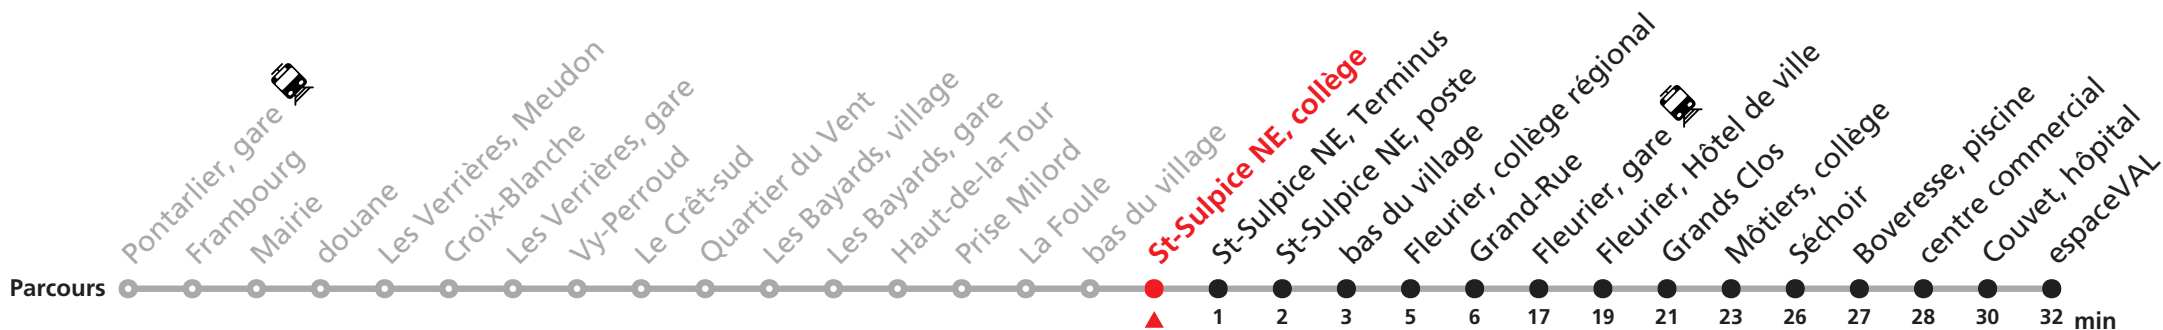 Pontarlier, gare
Frambourg
Mairie
douane
Les Verrières, Meudon
Croix-Blanche
Les Verrières, gare
Vy-Perroud
Le Crêt-sud
Quartier du Vent
Les Bayards, village
Les Bayards, gare
Haut-de-la-Tour
Prise Milord
La Foule
bas du village
St-Sulpice NE, collège
St-Sulpice NE, Terminus
St-Sulpice NE, poste
bas du village
Fleurier, collège régional
Grand-Rue
Fleurier, gare
Fleurier, Hôtel de ville
Grands Clos
Môtiers, collège
Séchoir
Boveresse, piscine
centre commercial
Couvet, hôpital
espaceVAL
Parcours
1 2 3 5 6 17 19 21 23 26 27 28 30 32 min